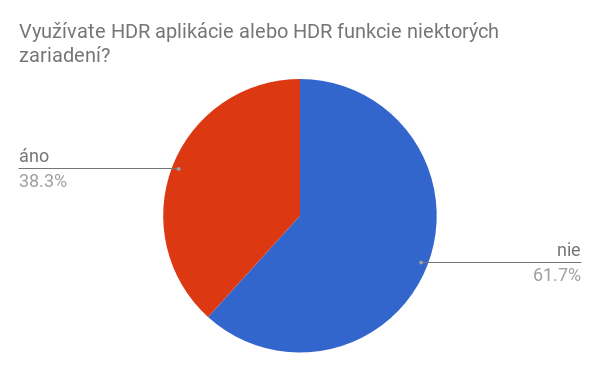 Využívate HDR aplikácie alebo HDR funkcie niektorých
zariadení?
áno
38.3%
nie
61.7%